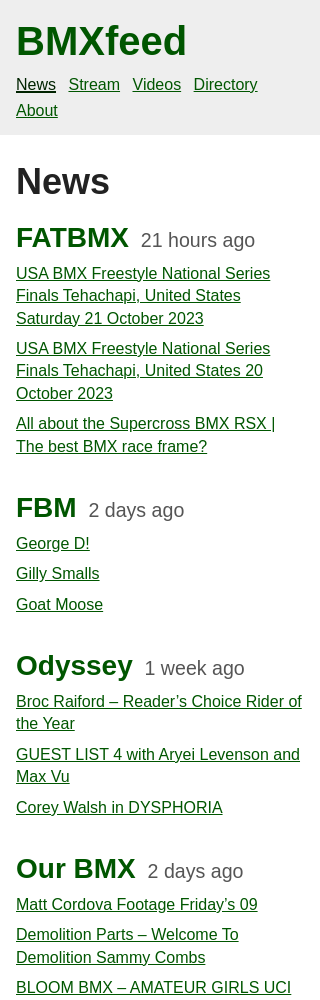 BMXfeed
News Stream Videos Directory
About
News
FATBMX 21 hours ago
USA BMX Freestyle National Series
Finals Tehachapi, United States
Saturday 21 October 2023
USA BMX Freestyle National Series
Finals Tehachapi, United States 20
October 2023
All about the Supercross BMX RSX |
The best BMX race frame?
FBM 2 days ago
George D!
Gilly Smalls
Goat Moose
Odyssey 1 week ago
Broc Raiford – Reader’s Choice Rider of
the Year
GUEST LIST 4 with Aryei Levenson and
Max Vu
Corey Walsh in DYSPHORIA
Our BMX 2 days ago
Matt Cordova Footage Friday’s 09
Demolition Parts – Welcome To
Demolition Sammy Combs
BLOOM BMX – AMATEUR GIRLS UCI